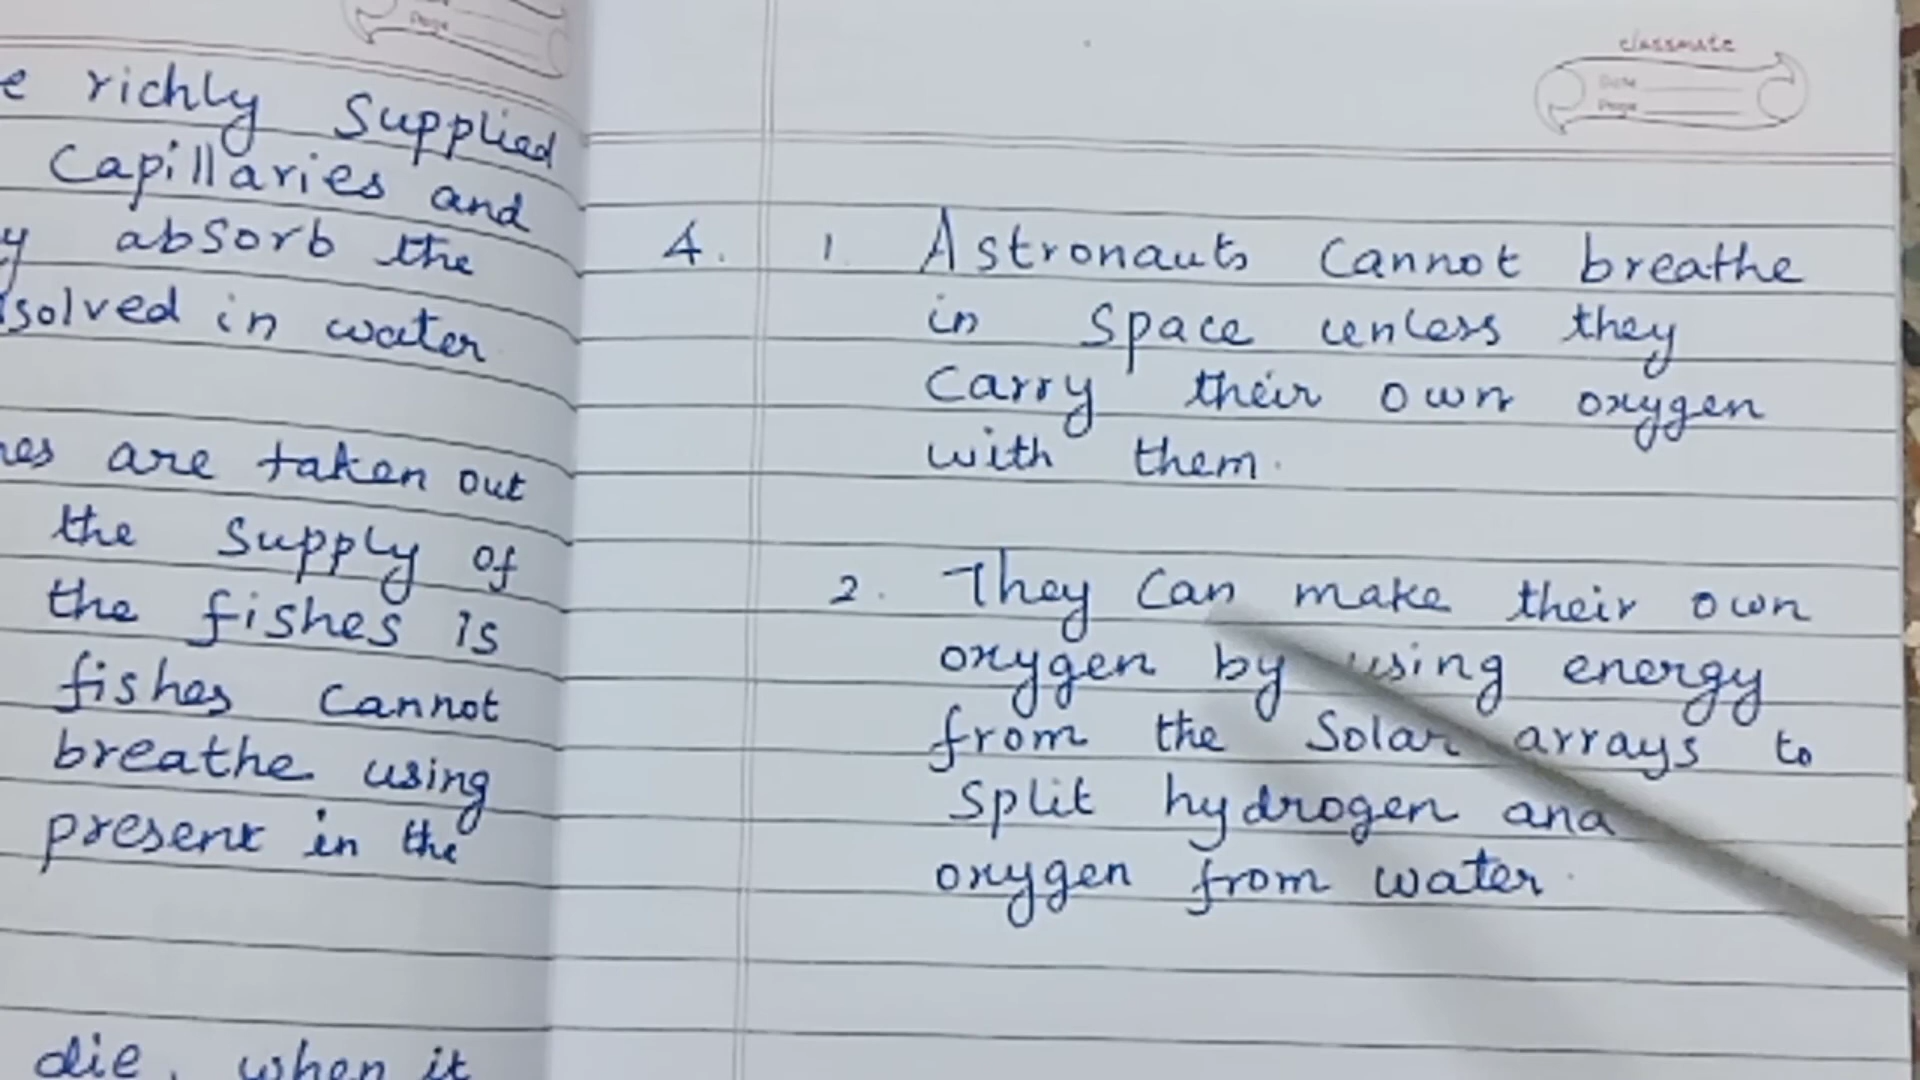 Page
e richly Supplied
Capillaries and
y absorb the
solved in water
are taken out
the supply of
the fishes is
fishes cannot
breathe using
present in the
die, when it
classmate
Date
Page
4. 1. Astronauts cannot breathe
in space unless they
carry their own oxygen
with them.
2. They can make their own
oxygen by using energy
from the Solar arrays to
split hydrogen and
oxygen from water.